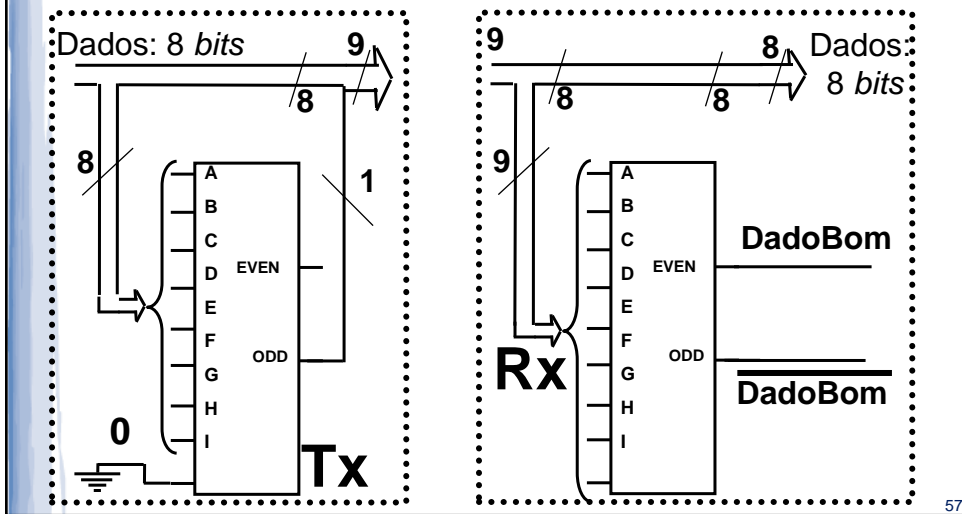 Dados: 8 bits
9
8
8
1
A
B
C
D
E
F
G
H
I
EVEN
ODD
0
Tx
9
8
Dados:
8 bits
8
8
9
A
B
C
D
E
F
G
H
I
EVEN
ODD
DadoBom
DadoBom
Rx
57